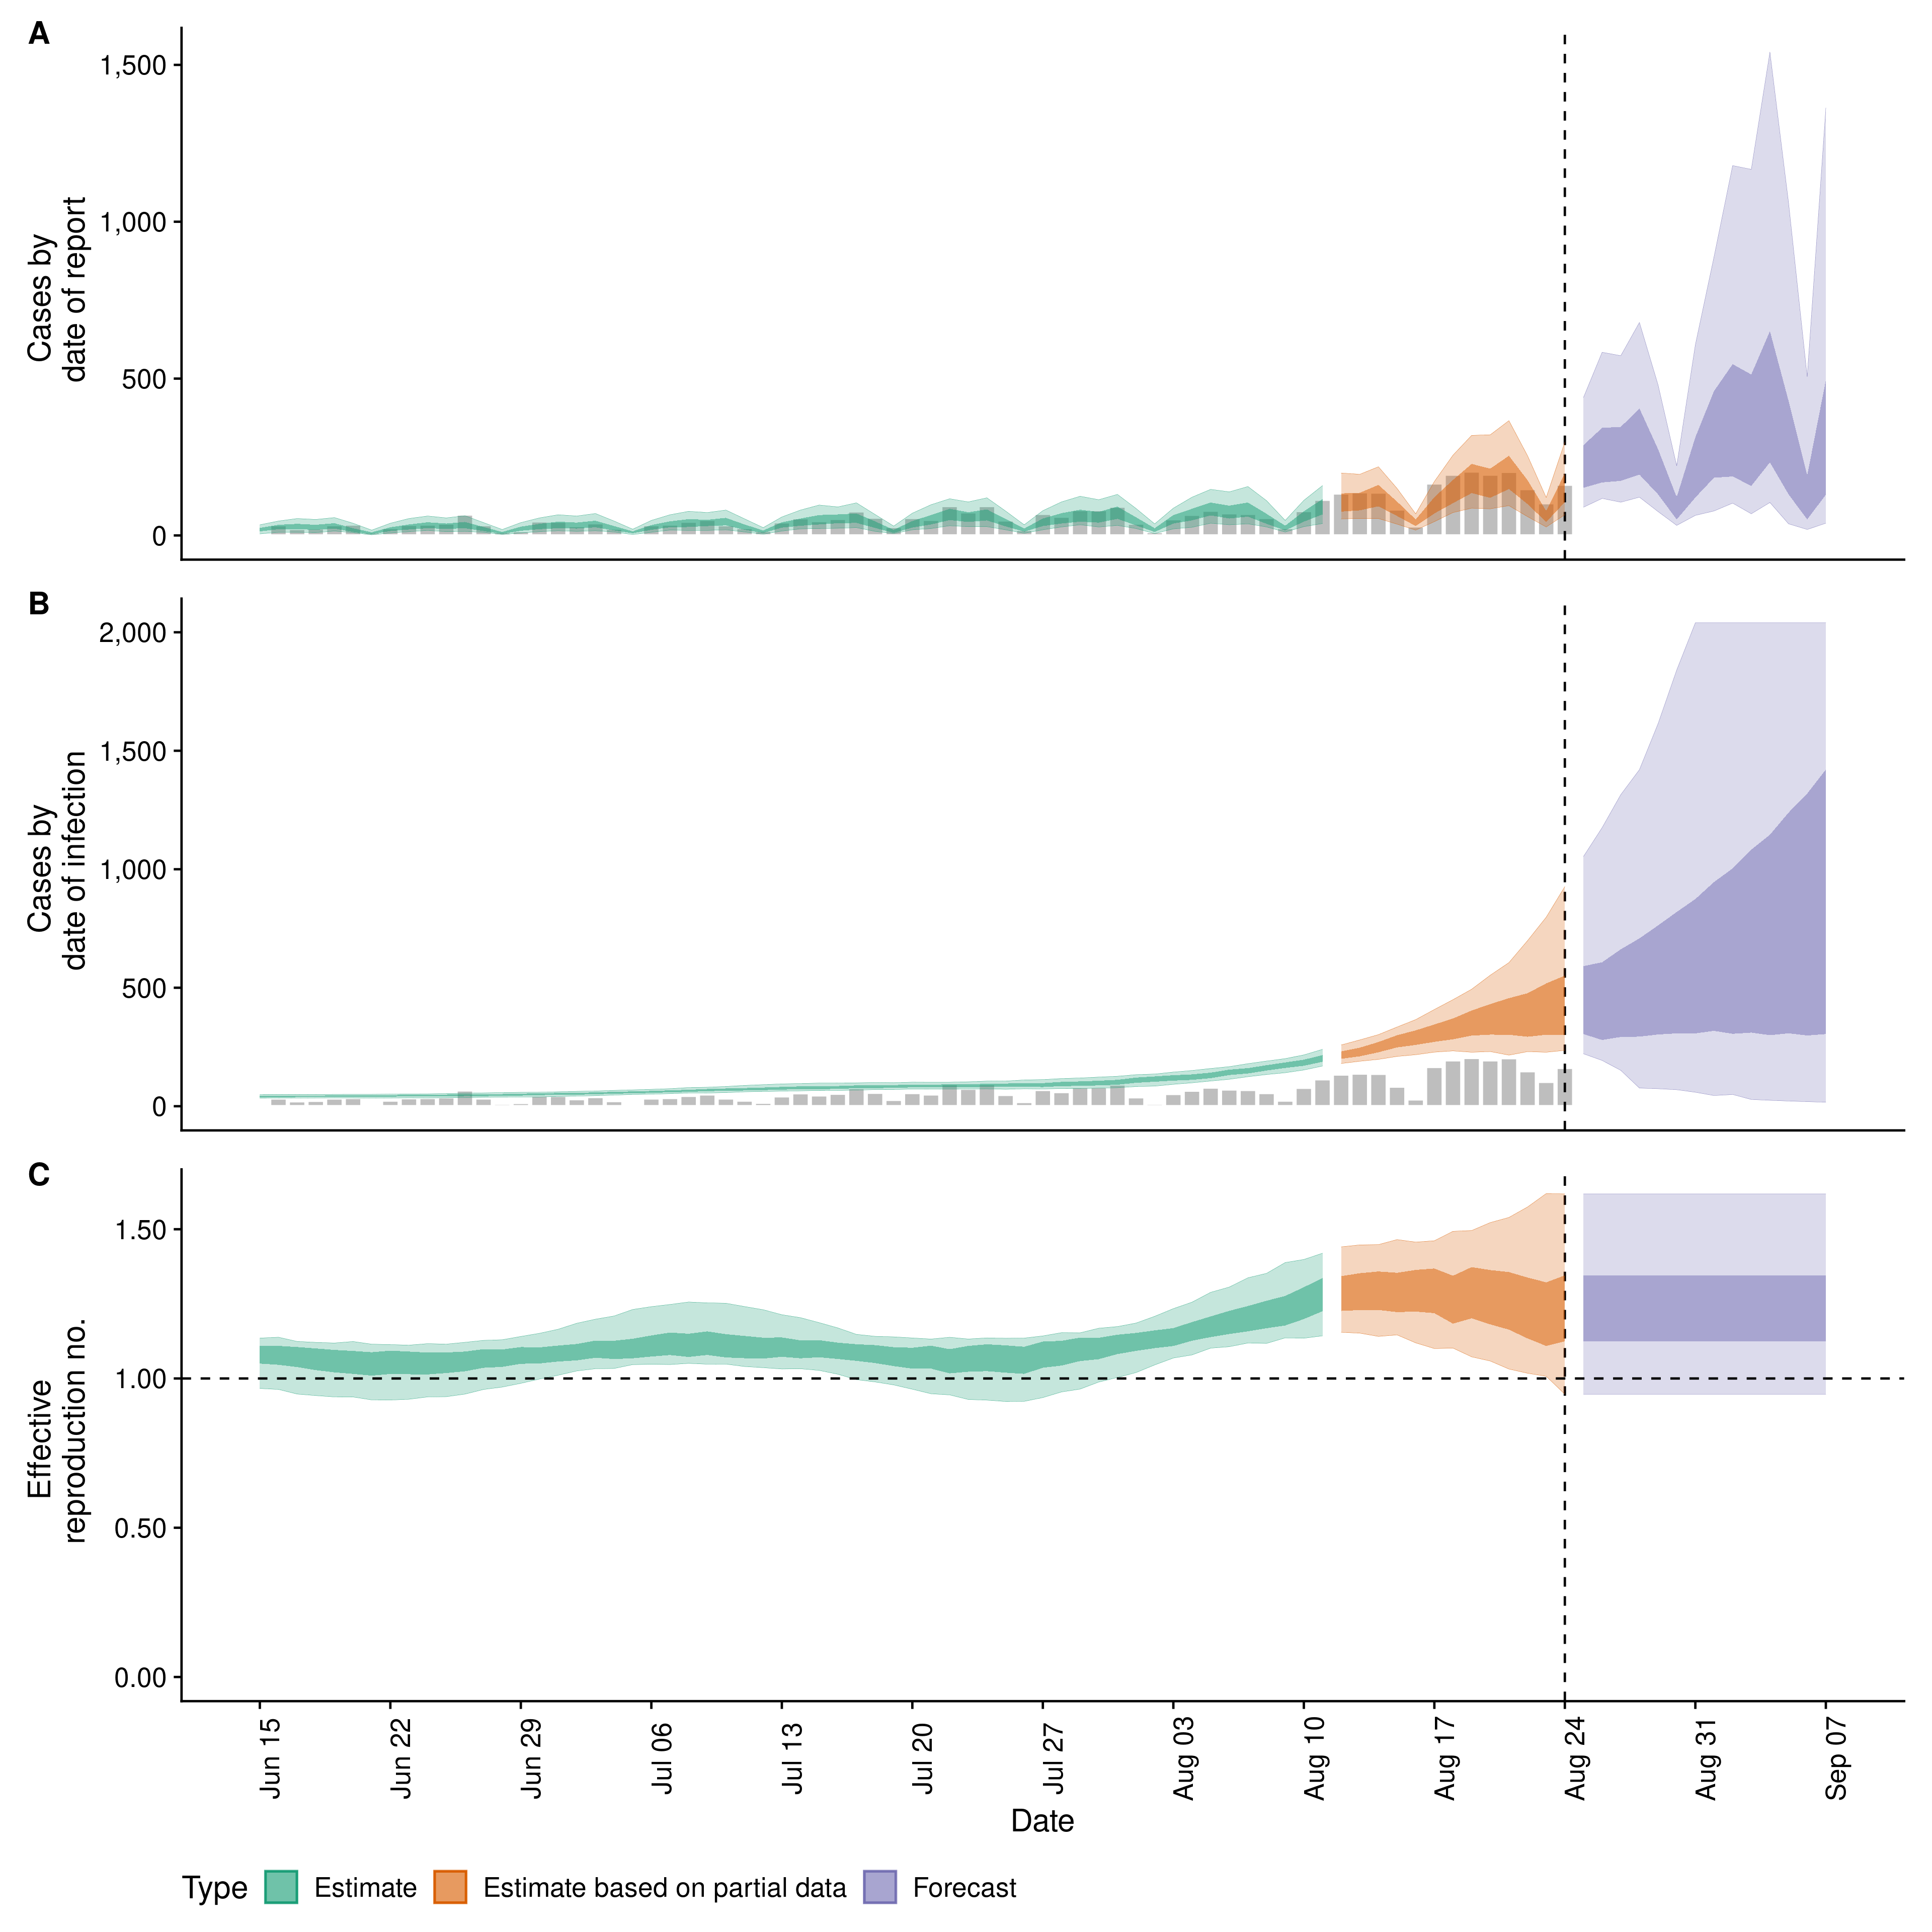 A
1,500
1,000
500
0
Cases by
date of report
B
2,000
1,500
1,000
500
0
Cases by
date of infection
C
1.50
1.00
0.50
0.00
Effective
reproduction no.
Jun 15
Jun 22
Jun 29
Jul 06
Jul 13
Jul 20
Jul 27
Aug 03
Aug 10
Aug 17
Aug 24
Aug 31
Sep 07
Date
Type Estimate Estimate based on partial data Forecast